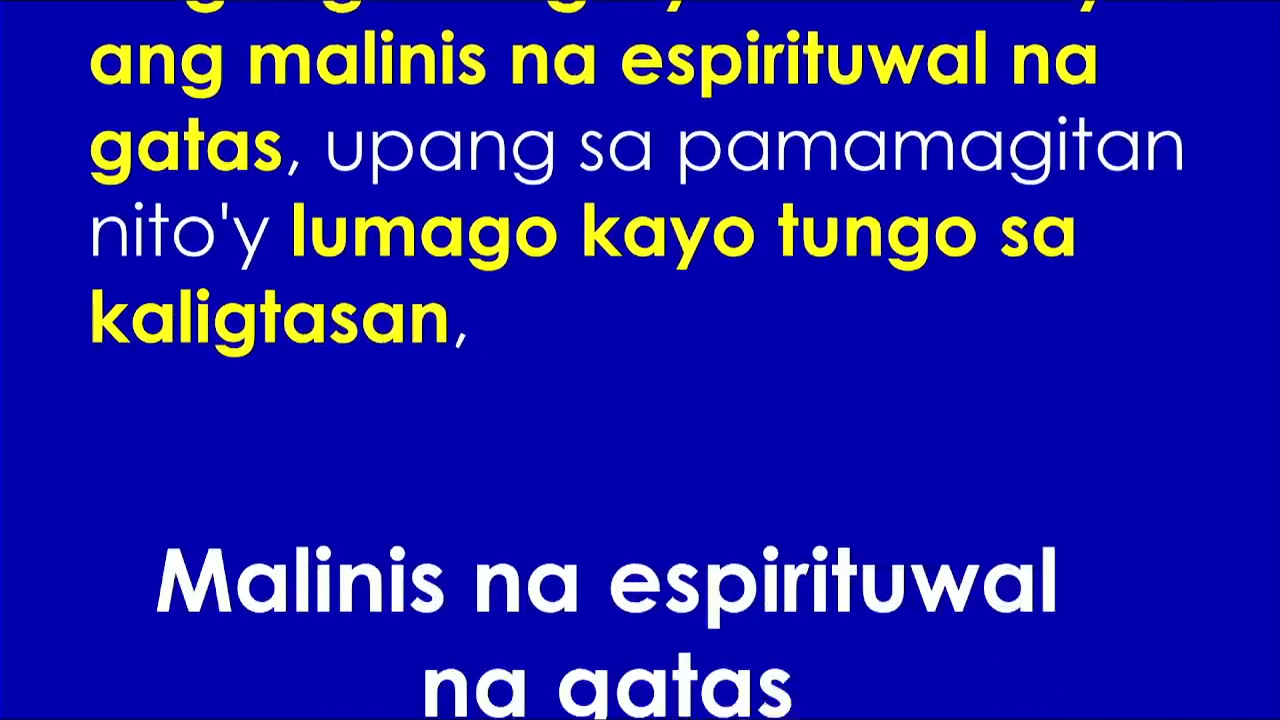 ang malinis na espirituwal na
gatas, upang sa pamamagitan
nito'y lumago kayo tungo sa
kaligtasan,
Malinis na espirituwal
na gatas